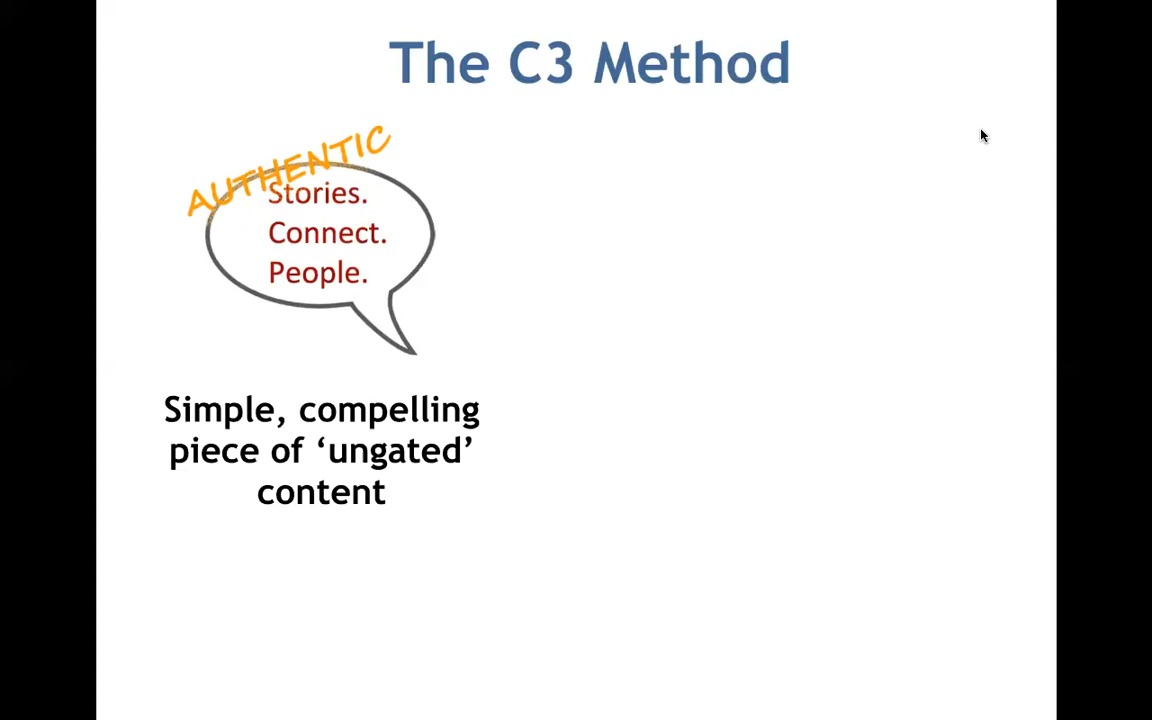 The C3 Method
AUTHENTIC
Stories.
Connect.
People.
Simple, compelling
piece of ‘ungated’
content